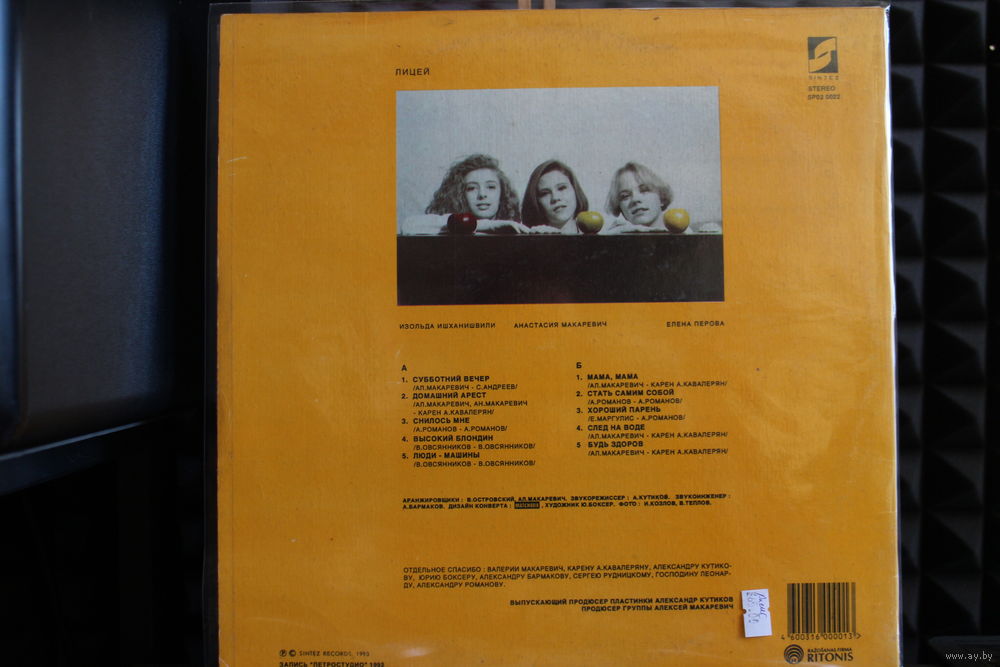 ЛИЦЕЙ
SINTEZ
STEREO
SP02 0022
ИЗОЛЬДА ИШХАНИШВИЛИ АНАСТАСИЯ МАКАРЕВИЧ ЕЛЕНА ПЕРОВА
А
1. СУББОТНИЙ ВЕЧЕР
/АЛ.МАКАРЕВИЧ - С.АНДРЕЕВ/
2. ДОМАШНИЙ АРЕСТ
/АЛ.МАКАРЕВИЧ, АН.МАКАРЕВИЧ
- КАРЕН А.КАВАЛЕРЯН/
3. СНИЛОСЬ МНЕ
/А.РОМАНОВ - А.РОМАНОВ/
4. ВЫСОКИЙ БЛОНДИН
/В.ОВСЯННИКОВ - В.ОВСЯННИКОВ/
5. ЛЮДИ - МАШИНЫ
/В.ОВСЯННИКОВ - В.ОВСЯННИКОВ/
Б
1. МАМА, МАМА
/АЛ.МАКАРЕВИЧ - КАРЕН А.КАВАЛЕРЯН/
2. СТАТЬ САМИМ СОБОЙ
/А.РОМАНОВ - А.РОМАНОВ/
3. ХОРОШИЙ ПАРЕНЬ
/Е.МАРГУЛИС - А.РОМАНОВ/
4. СЛЕД НА ВОДЕ
/АЛ.МАКАРЕВИЧ - КАРЕН А.КАВАЛЕРЯН/
5 БУДЬ ЗДОРОВ
/АЛ.МАКАРЕВИЧ - КАРЕН А.КАВАЛЕРЯН/
АРАНЖИРОВЩИКИ : В.ОСТРОВСКИЙ, АЛ.МАКАРЕВИЧ. ЗВУКОРЕЖИССЕР : А.КУТИКОВ. ЗВУКОИНЖЕНЕР :
А.БАРМАКОВ. ДИЗАЙН КОНВЕРТА : , ХУДОЖНИК Ю.БОКСЕР. ФОТО : И.КОЗЛОВ, В.ТЕПЛОВ.
ОТДЕЛЬНОЕ СПАСИБО : ВАЛЕРИИ МАКАРЕВИЧ, КАРЕНУ А.КАВАЛЕРЯНУ, АЛЕКСАНДРУ КУТИКО-
ВУ, ЮРИЮ БОКСЕРУ, АЛЕКСАНДРУ БАРМАКОВУ, СЕРГЕЮ РУДНИЦКОМУ, ГОСПОДИНУ ЛЕОНАР-
ДУ, АЛЕКСАНДРУ РОМАНОВУ.
ВЫПУСКАЮЩИЙ ПРОДЮСЕР ПЛАСТИНКИ АЛЕКСАНДР КУТИКОВ
ПРОДЮСЕР ГРУППЫ АЛЕКСЕЙ МАКАРЕВИЧ
4 600316 000013
Ⓟ © SINTEZ RECORDS, 1993
ЗАПИСЬ "ПЕТРОСТУДИО" 1992
RAŽOŠANAS FIRMA
RITONIS
www.ay.by